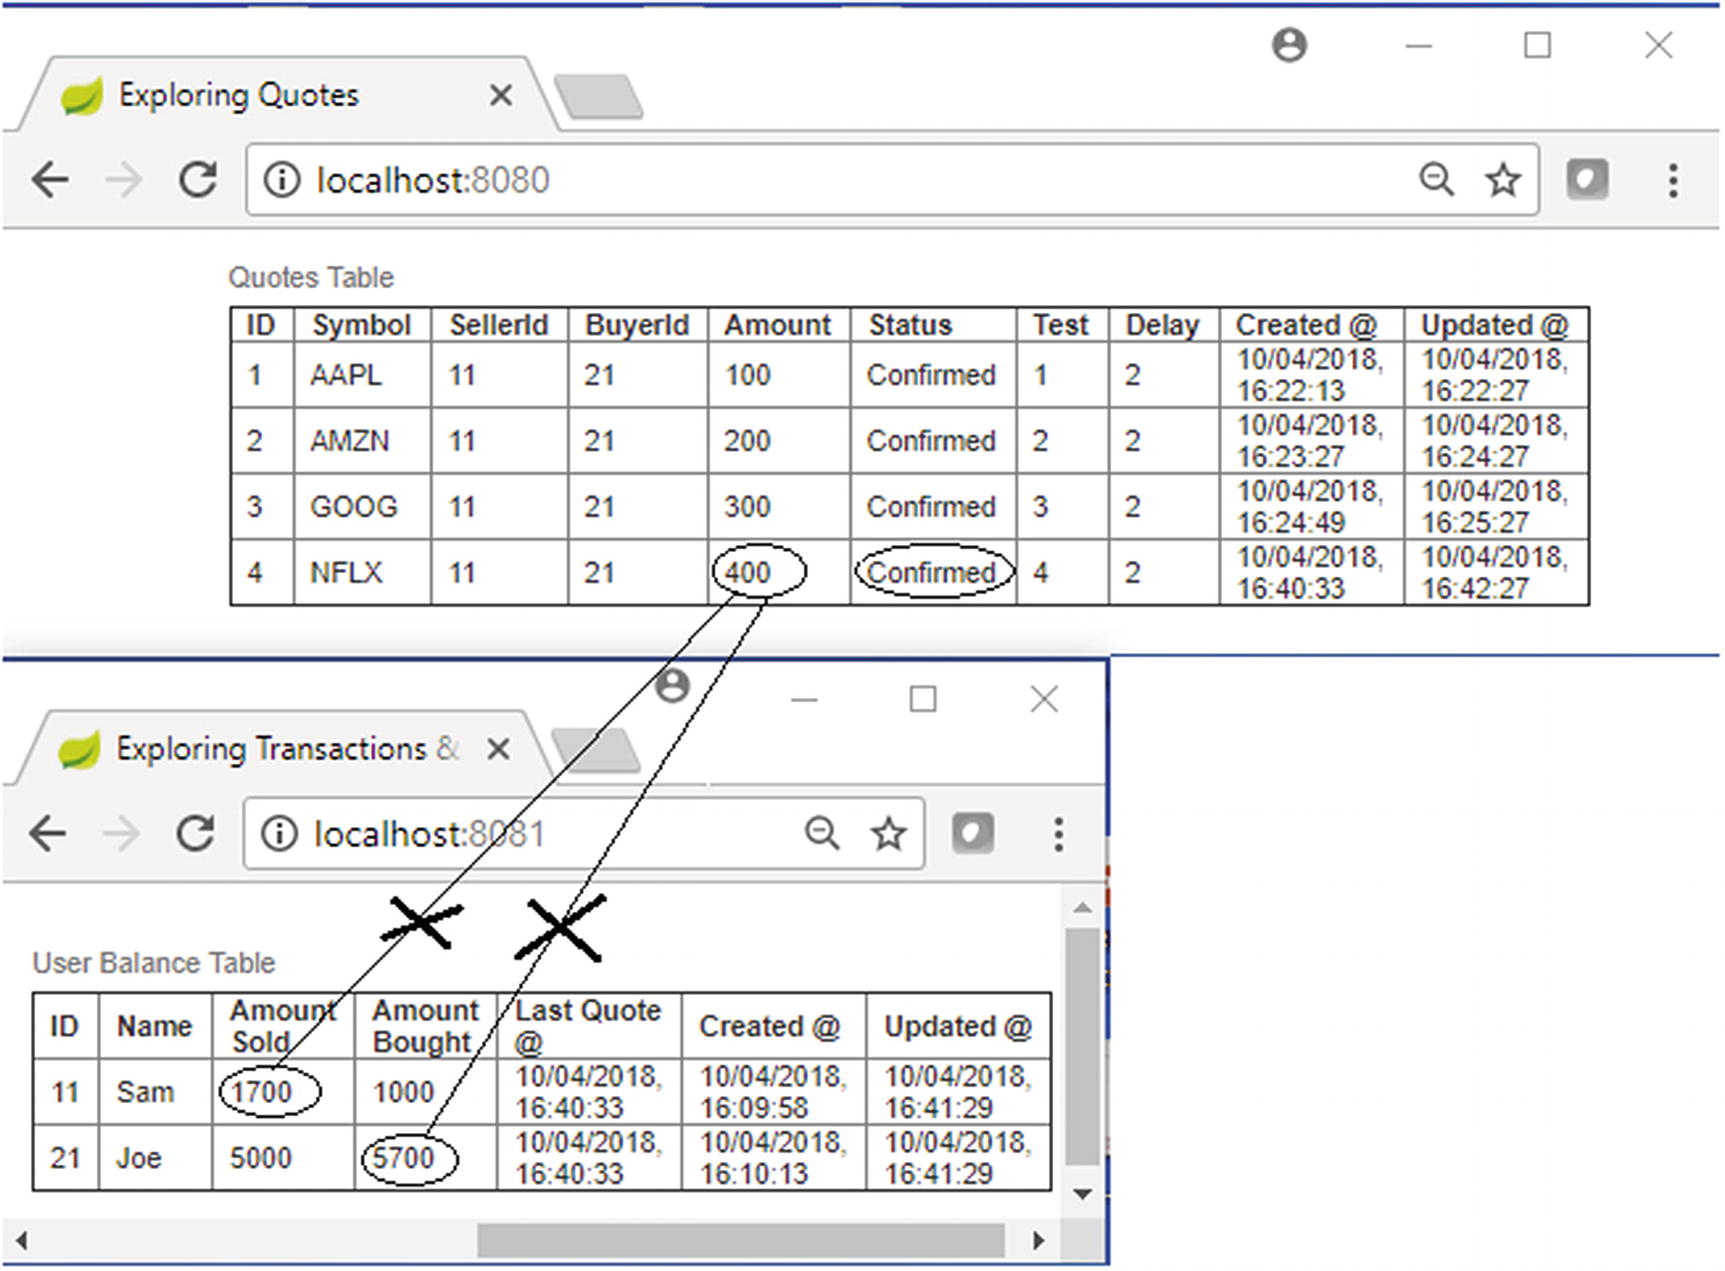 Exploring Quotes
localhost:8080
Quotes Table
ID Symbol SellerId BuyerId Amount Status Test Delay Created @ Updated @
1 AAPL 11 21 100 Confirmed 1 2 10/04/2018, 16:22:13 10/04/2018, 16:22:27
2 AMZN 11 21 200 Confirmed 2 2 10/04/2018, 16:23:27 10/04/2018, 16:24:27
3 GOOG 11 21 300 Confirmed 3 2 10/04/2018, 16:24:49 10/04/2018, 16:25:27
4 NFLX 11 21 400 Confirmed 4 2 10/04/2018, 16:40:33 10/04/2018, 16:42:27
Exploring Transactions &
localhost:8081
User Balance Table
ID Name Amount Sold Amount Bought Last Quote @ Created @ Updated @
11 Sam 1700 1000 10/04/2018, 16:40:33 10/04/2018, 16:09:58 10/04/2018, 16:41:29
21 Joe 5000 5700 10/04/2018, 16:40:33 10/04/2018, 16:10:13 10/04/2018, 16:41:29